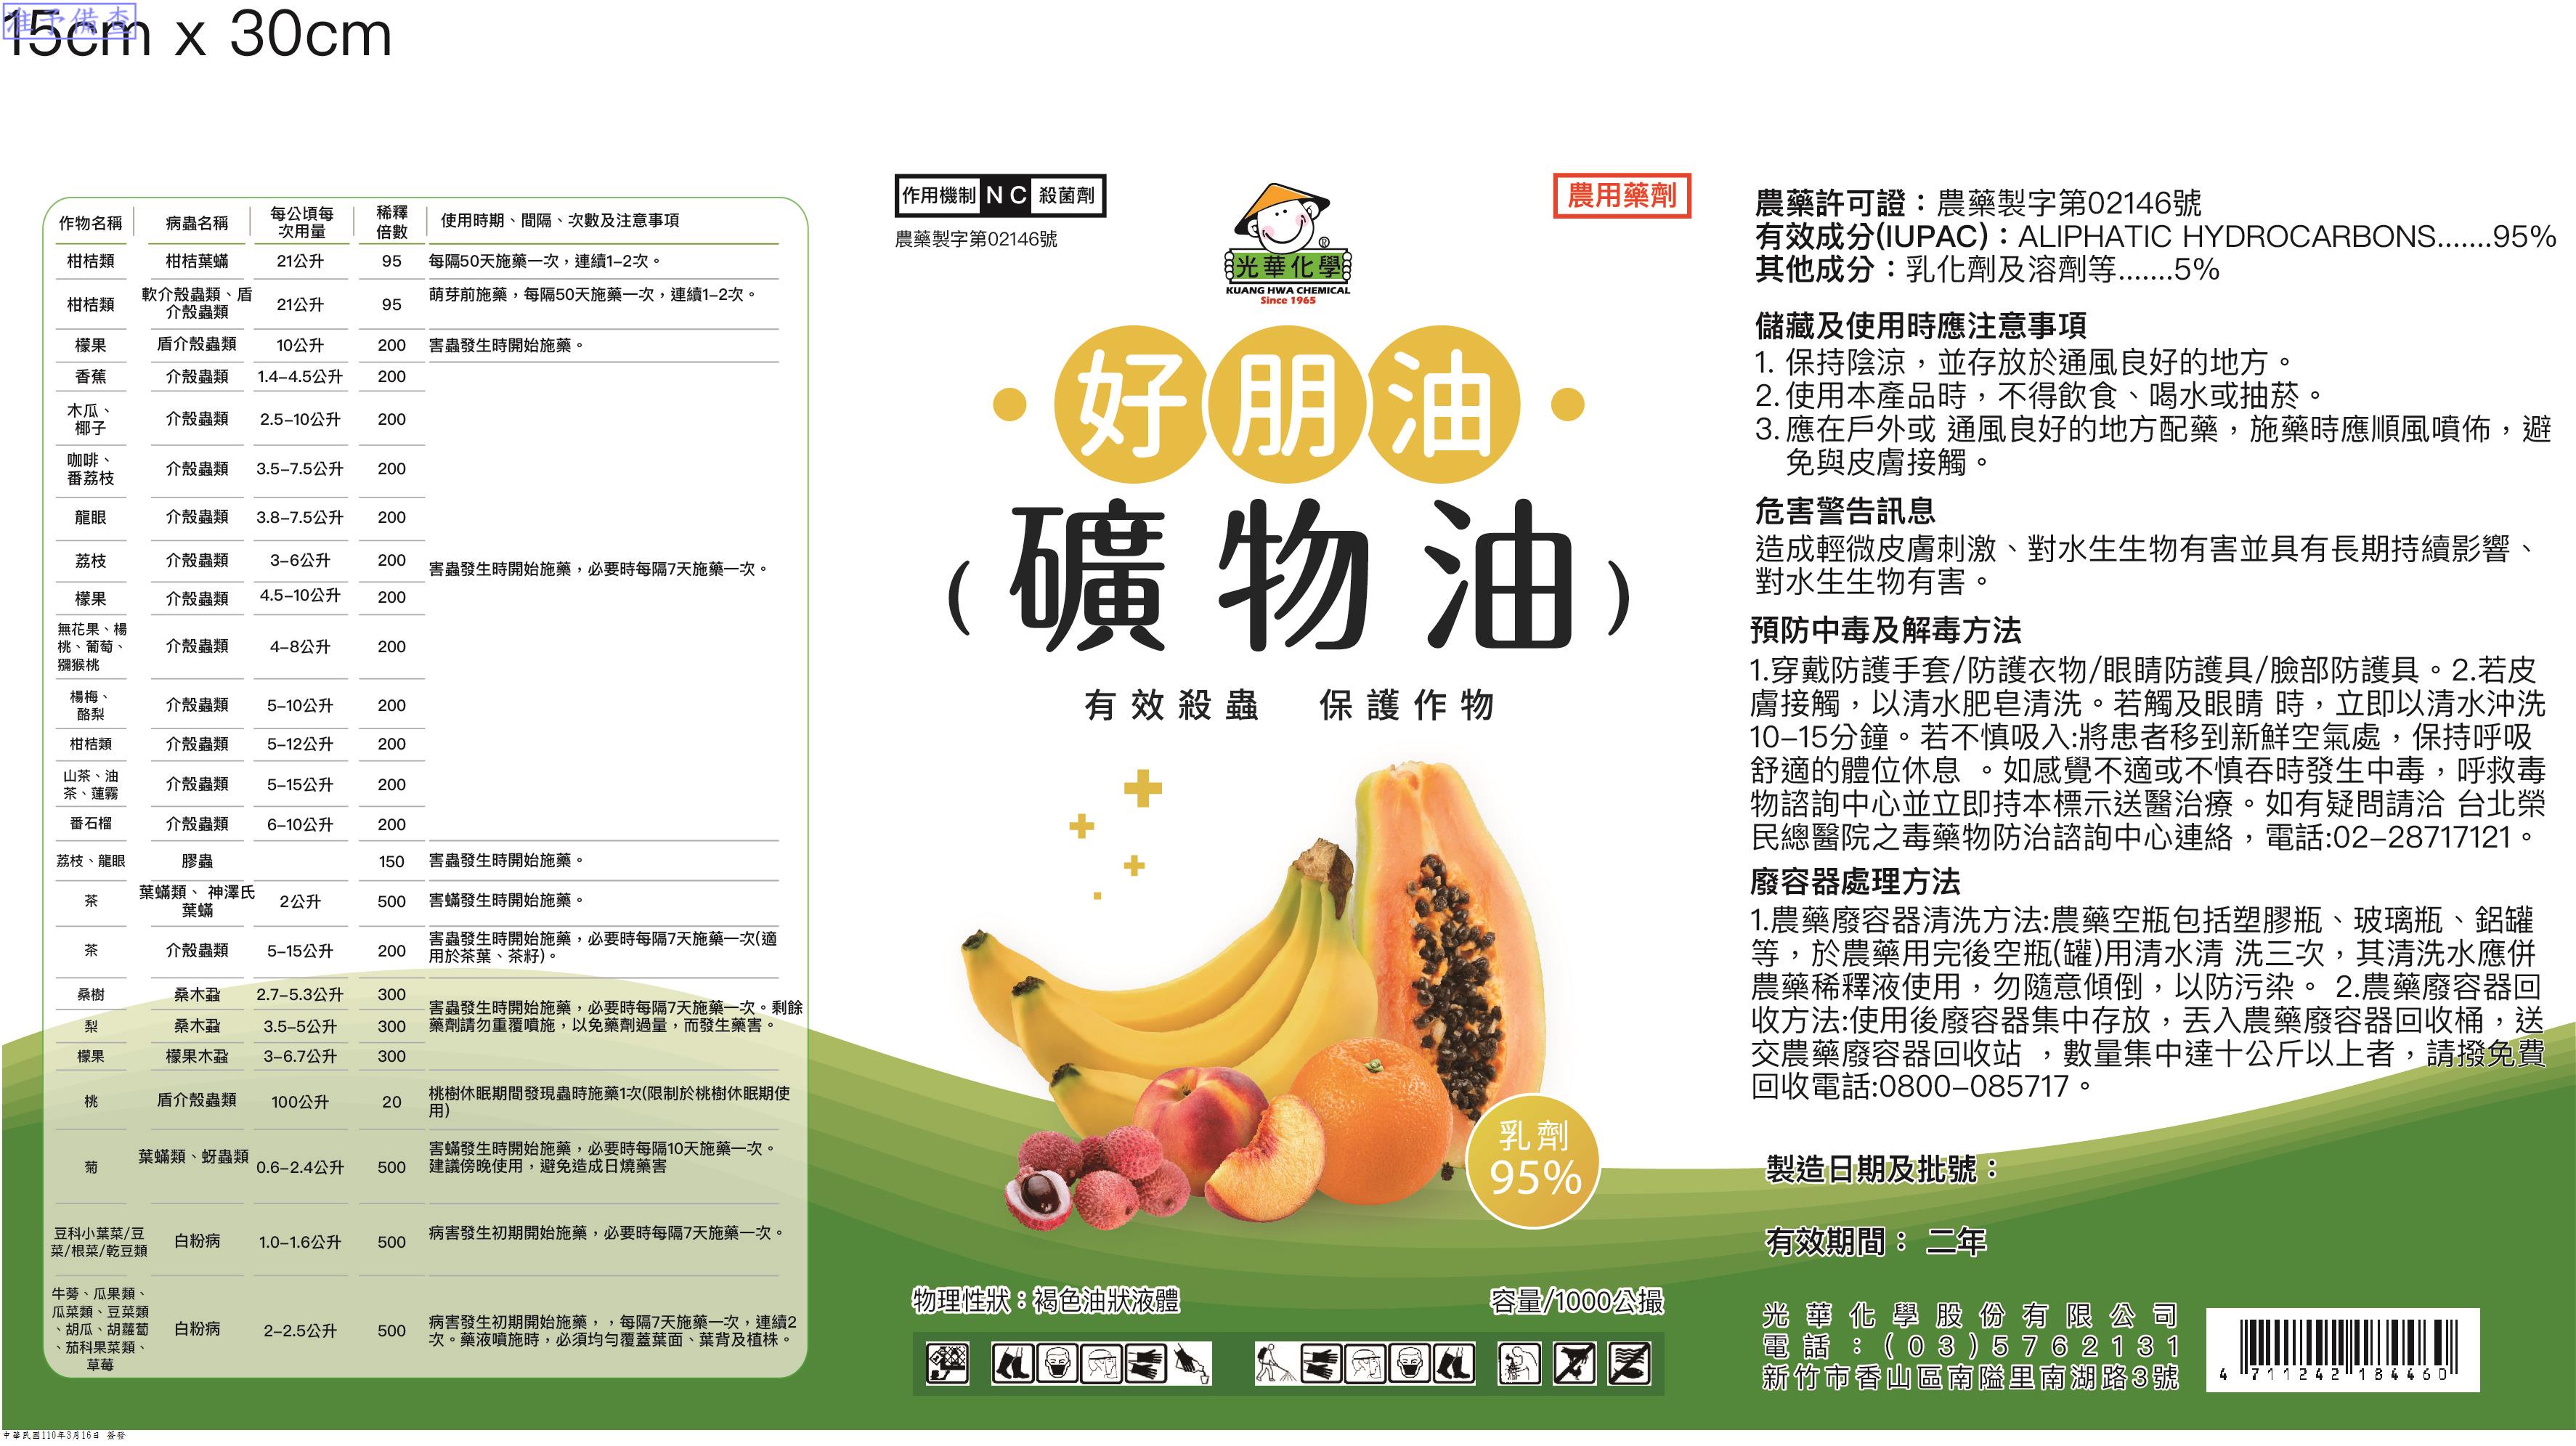 准予備查
15cm x 30cm
作物名稱 病蟲名稱 每公頃每次用量 稀釋倍數 使用時期、間隔、次數及注意事項
柑桔類 柑桔葉蟎 21公升 95 每隔50天施藥一次，連續1-2次。
柑桔類 軟介殼蟲類、盾介殼蟲類 21公升 95 萌芽前施藥，每隔50天施藥一次，連續1-2次。
檬果 盾介殼蟲類 10公升 200 害蟲發生時開始施藥。
香蕉 介殼蟲類 1.4-4.5公升 200
木瓜、椰子 介殼蟲類 2.5-10公升 200
咖啡、番荔枝 介殼蟲類 3.5-7.5公升 200
龍眼 介殼蟲類 3.8-7.5公升 200
荔枝 介殼蟲類 3-6公升 200
害蟲發生時開始施藥，必要時每隔7天施藥一次。
檬果 介殼蟲類 4.5-10公升 200
無花果、楊桃、葡萄、獼猴桃 介殼蟲類 4-8公升 200
楊梅、酪梨 介殼蟲類 5-10公升 200
柑桔類 介殼蟲類 5-12公升 200
山茶、油茶、蓮霧 介殼蟲類 5-15公升 200
番石榴 介殼蟲類 6-10公升 200
荔枝、龍眼 膠蟲 150 害蟲發生時開始施藥。
茶 葉蟎類、 神澤氏葉蟎 2公升 500 害蟎發生時開始施藥。
茶 介殼蟲類 5-15公升 200 害蟲發生時開始施藥，必要時每隔7天施藥一次(適用於茶葉、茶籽)。
桑樹 桑木蝨 2.7-5.3公升 300
害蟲發生時開始施藥，必要時每隔7天施藥一次。剩餘
藥劑請勿重覆噴施，以免藥劑過量，而發生藥害。
梨 桑木蝨 3.5-5公升 300
檬果 檬果木蝨 3-6.7公升 300
桃 盾介殼蟲類 100公升 20 桃樹休眠期間發現蟲時施藥1次(限制於桃樹休眠期使用)
菊 葉蟎類、蚜蟲類 0.6-2.4公升 500 害蟎發生時開始施藥，必要時每隔10天施藥一次。建議傍晚使用，避免造成日燒藥害
豆科小葉菜/豆菜/根菜/乾豆類 白粉病 1.0-1.6公升 500 病害發生初期開始施藥，必要時每隔7天施藥一次。
牛蒡、瓜果類、瓜菜類、豆菜類、胡瓜、胡蘿蔔、茄科果菜類、草莓 白粉病 2-2.5公升 500 病害發生初期開始施藥，，每隔7天施藥一次，連續2次。藥液噴施時，必須均勻覆蓋葉面、葉背及植株。
作用機制 NC 殺菌劑
農藥製字第02146號
光華化學®
KUANG HWA CHEMICAL
Since 1965
農用藥劑
好朋油
(礦物油)
有效殺蟲 保護作物
乳劑
95%
物理性狀：褐色油狀液體
容量/1000公撮
農藥許可證：農藥製字第02146號
有效成分(IUPAC)：ALIPHATIC HYDROCARBONS.......95%
其他成分：乳化劑及溶劑等.......5%
儲藏及使用時應注意事項
1. 保持陰涼，並存放於通風良好的地方。
2.使用本產品時，不得飲食、喝水或抽菸。
3.應在戶外或 通風良好的地方配藥，施藥時應順風噴佈，避
免與皮膚接觸。
危害警告訊息
造成輕微皮膚刺激、對水生生物有害並具有長期持續影響、
對水生生物有害。
預防中毒及解毒方法
1.穿戴防護手套/防護衣物/眼睛防護具/臉部防護具。2.若皮
膚接觸，以清水肥皂清洗。若觸及眼睛 時，立即以清水沖洗
10-15分鐘。若不慎吸入:將患者移到新鮮空氣處，保持呼吸
舒適的體位休息 。如感覺不適或不慎吞時發生中毒，呼救毒
物諮詢中心並立即持本標示送醫治療。如有疑問請洽 台北榮
民總醫院之毒藥物防治諮詢中心連絡，電話:02-28717121。
廢容器處理方法
1.農藥廢容器清洗方法:農藥空瓶包括塑膠瓶、玻璃瓶、鋁罐
等，於農藥用完後空瓶(罐)用清水清 洗三次，其清洗水應併
農藥稀釋液使用，勿隨意傾倒，以防污染。 2.農藥廢容器回
收方法:使用後廢容器集中存放，丟入農藥廢容器回收桶，送
交農藥廢容器回收站 ，數量集中達十公斤以上者，請撥免費
回收電話:0800-085717。
製造日期及批號：
有效期間： 二年
光華化學股份有限公司
電話：(03)5762131
新竹市香山區南隘里南湖路3號
4 711242 184460
中華民國110年3月16日 簽發